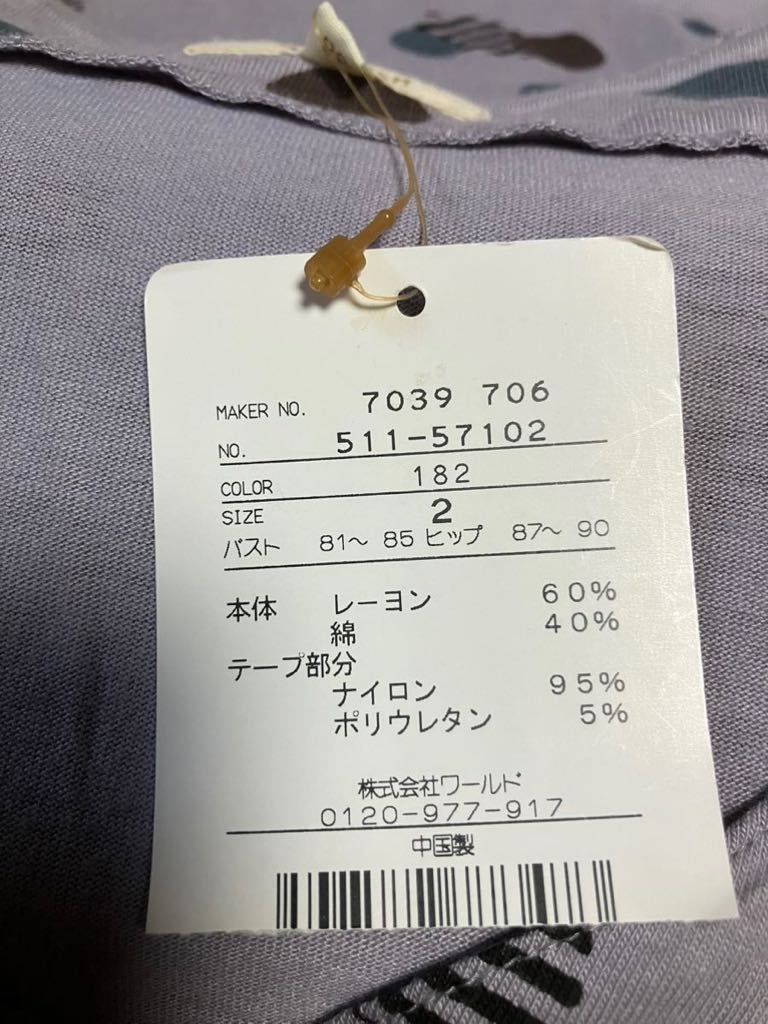 MAKER NO. 7039 706
NO. 511-57102
COLOR 182
SIZE 2
バスト 81〜 85 ヒップ 87〜 90
本体 レーヨン 60%
綿 40%
テープ部分
ナイロン 95%
ポリウレタン 5%
株式会社ワールド
0120-977-917
中国製